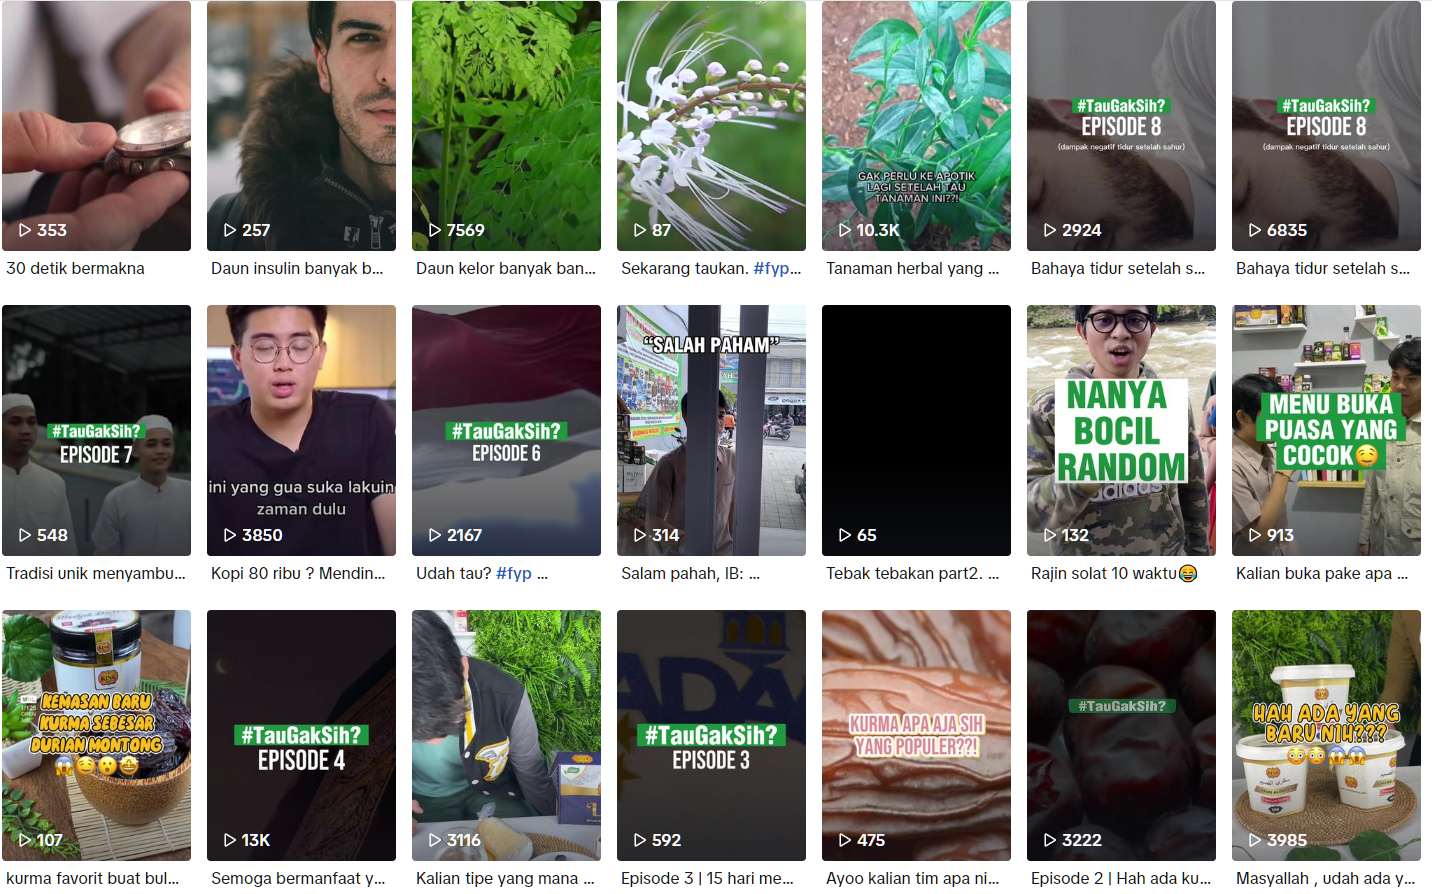 353
257
7569
87
GAK PERLU KE APOTIK
LAGI SETELAH TAU
TANAMAN INI??!
10.3K
#TauGakSih?
EPISODE 8
(dampak negatif tidur setelah sahur)
2924
#TauGakSih?
EPISODE 8
(dampak negatif tidur setelah sahur)
6835
30 detik bermakna
Daun insulin banyak b...
Daun kelor banyak ban...
Sekarang taukan. #fyp...
Tanaman herbal yang ...
Bahaya tidur setelah s...
Bahaya tidur setelah s...
#TauGakSih?
EPISODE 7
548
ini yang gua suka lakuin
zaman dulu
3850
#TauGakSih?
EPISODE 6
2167
“SALAH PAHAM”
314
65
NANYA
BOCIL
RANDOM
adidas
132
MENU BUKA
PUASA YANG
COCOK🤤
913
Tradisi unik menyambu...
Kopi 80 ribu ? Mendin...
Udah tau? #fyp ...
Salam pahah, IB: ...
Tebak tebakan part2. ...
Rajin solat 10 waktu😂
Kalian buka pake apa ...
KEMASAN BARU
KURMA SEBESAR
DURIAN MONTONG
😱🤤😮🤩
107
#TauGakSih?
EPISODE 4
13K
3116
ADA
#TauGakSih?
EPISODE 3
592
KURMA APA AJA SIH
YANG POPULER??!
475
#TauGakSih?
3222
HAH ADA YANG
BARU NIH???
😳😳😱😱
3985
kurma favorit buat bul...
Semoga bermanfaat y...
Kalian tipe yang mana ...
Episode 3 | 15 hari me...
Ayoo kalian tim apa ni...
Episode 2 | Hah ada ku...
Masyallah , udah ada y...